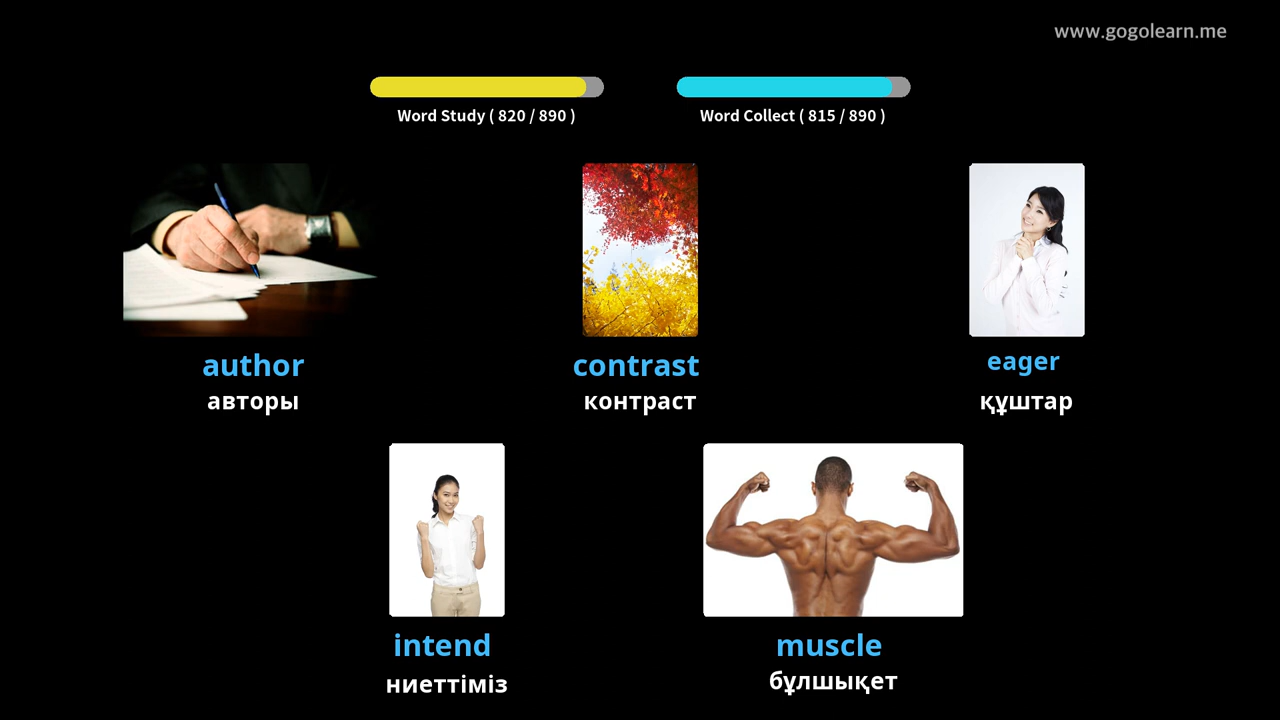 www.gogolearn.me
Word Study ( 820 / 890 )
Word Collect ( 815 / 890 )
author
авторы
contrast
контраст
eager
құштар
intend
ниеттіміз
muscle
бұлшықет